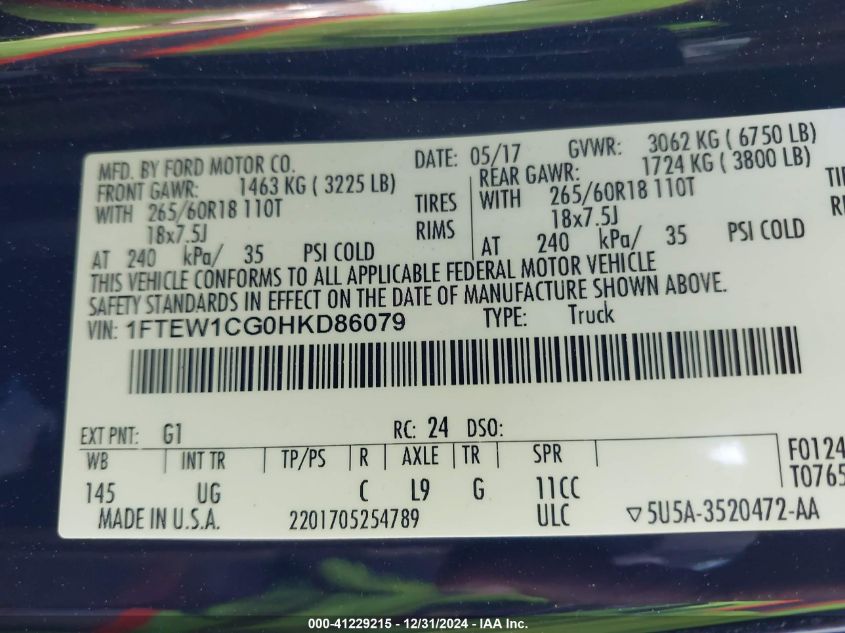 MFD. BY FORD MOTOR CO. DATE: 05/17 GVWR: 3062 KG ( 6750 LB)
FRONT GAWR: 1463 KG ( 3225 LB) REAR GAWR: 1724 KG ( 3800 LB)
WITH 265/60R18 110T TIRES WITH 265/60R18 110T
18x7.5J RIMS 18x7.5J
AT 240 kPa/ 35 PSI COLD AT 240 kPa/ 35 PSI COLD
THIS VEHICLE CONFORMS TO ALL APPLICABLE FEDERAL MOTOR VEHICLE
SAFETY STANDARDS IN EFFECT ON THE DATE OF MANUFACTURE SHOWN ABOVE.
VIN: 1FTEW1CG0HKD86079 TYPE: Truck
EXT PNT: G1 RC: 24 DSO:
WB INT TR TP/PS R AXLE TR SPR F0124
145 UG C L9 G 11CC T0765
MADE IN U.S.A. 2201705254789 ULC ▽5U5A-3520472-AA
000-41229215 - 12/31/2024 - IAA Inc.